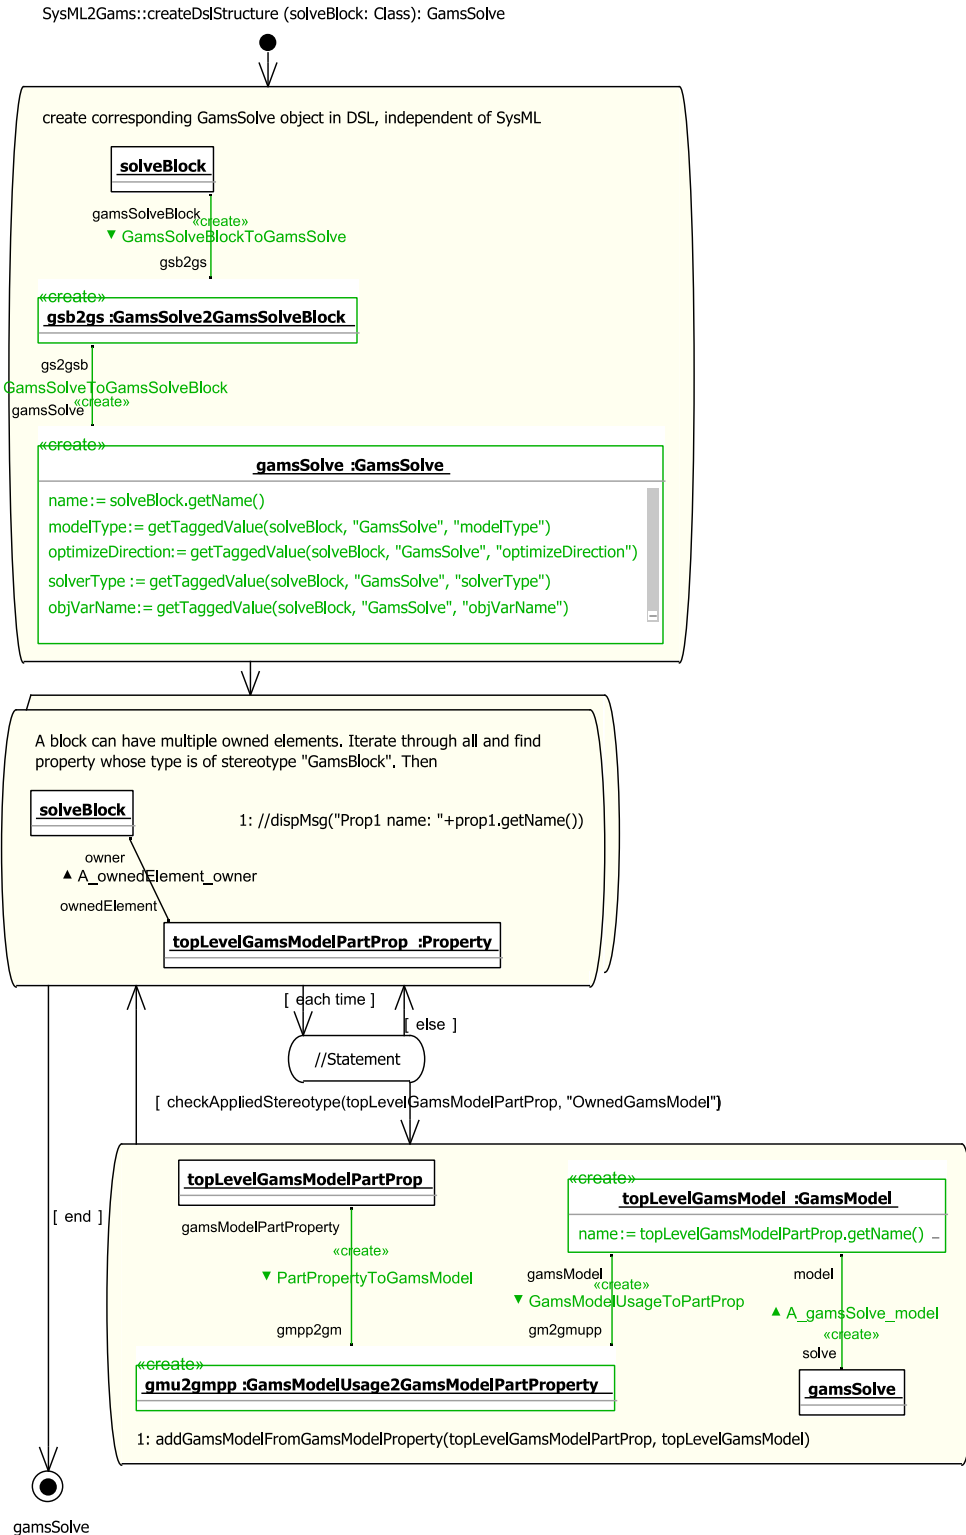 SysML2Gams::createDslStructure (solveBlock: Class): GamsSolve
create corresponding GamsSolve object in DSL, independent of SysML
solveBlock
gamsSolveBlock
«create»
▼ GamsSolveBlockToGamsSolve
gsb2gs
«create»
gsb2gs :GamsSolve2GamsSolveBlock
gs2gsb
GamsSolveToGamsSolveBlock
«create»
gamsSolve
«create»
gamsSolve :GamsSolve
name:= solveBlock.getName()
modelType:= getTaggedValue(solveBlock, "GamsSolve", "modelType")
optimizeDirection:= getTaggedValue(solveBlock, "GamsSolve", "optimizeDirection")
solverType := getTaggedValue(solveBlock, "GamsSolve", "solverType")
objVarName:= getTaggedValue(solveBlock, "GamsSolve", "objVarName")
A block can have multiple owned elements. Iterate through all and find
property whose type is of stereotype "GamsBlock". Then
solveBlock
1: //dispMsg("Prop1 name: "+prop1.getName())
owner
▲ A_ownedElement_owner
ownedElement
topLevelGamsModelPartProp :Property
[ each time ]
[ else ]
//Statement
[ checkAppliedStereotype(topLevelGamsModelPartProp, "OwnedGamsModel")]
topLevelGamsModelPartProp
«create»
topLevelGamsModel :GamsModel
name:= topLevelGamsModelPartProp.getName()
[ end ]
gamsModelPartProperty
«create»
▼ PartPropertyToGamsModel
gmpp2gm
gamsModel
«create»
▼ GamsModelUsageToPartProp
gm2gmupp
model
▲ A_gamsSolve_model
«create»
solve
«create»
gmu2gmpp :GamsModelUsage2GamsModelPartProperty
gamsSolve
1: addGamsModelFromGamsModelProperty(topLevelGamsModelPartProp, topLevelGamsModel)
gamsSolve